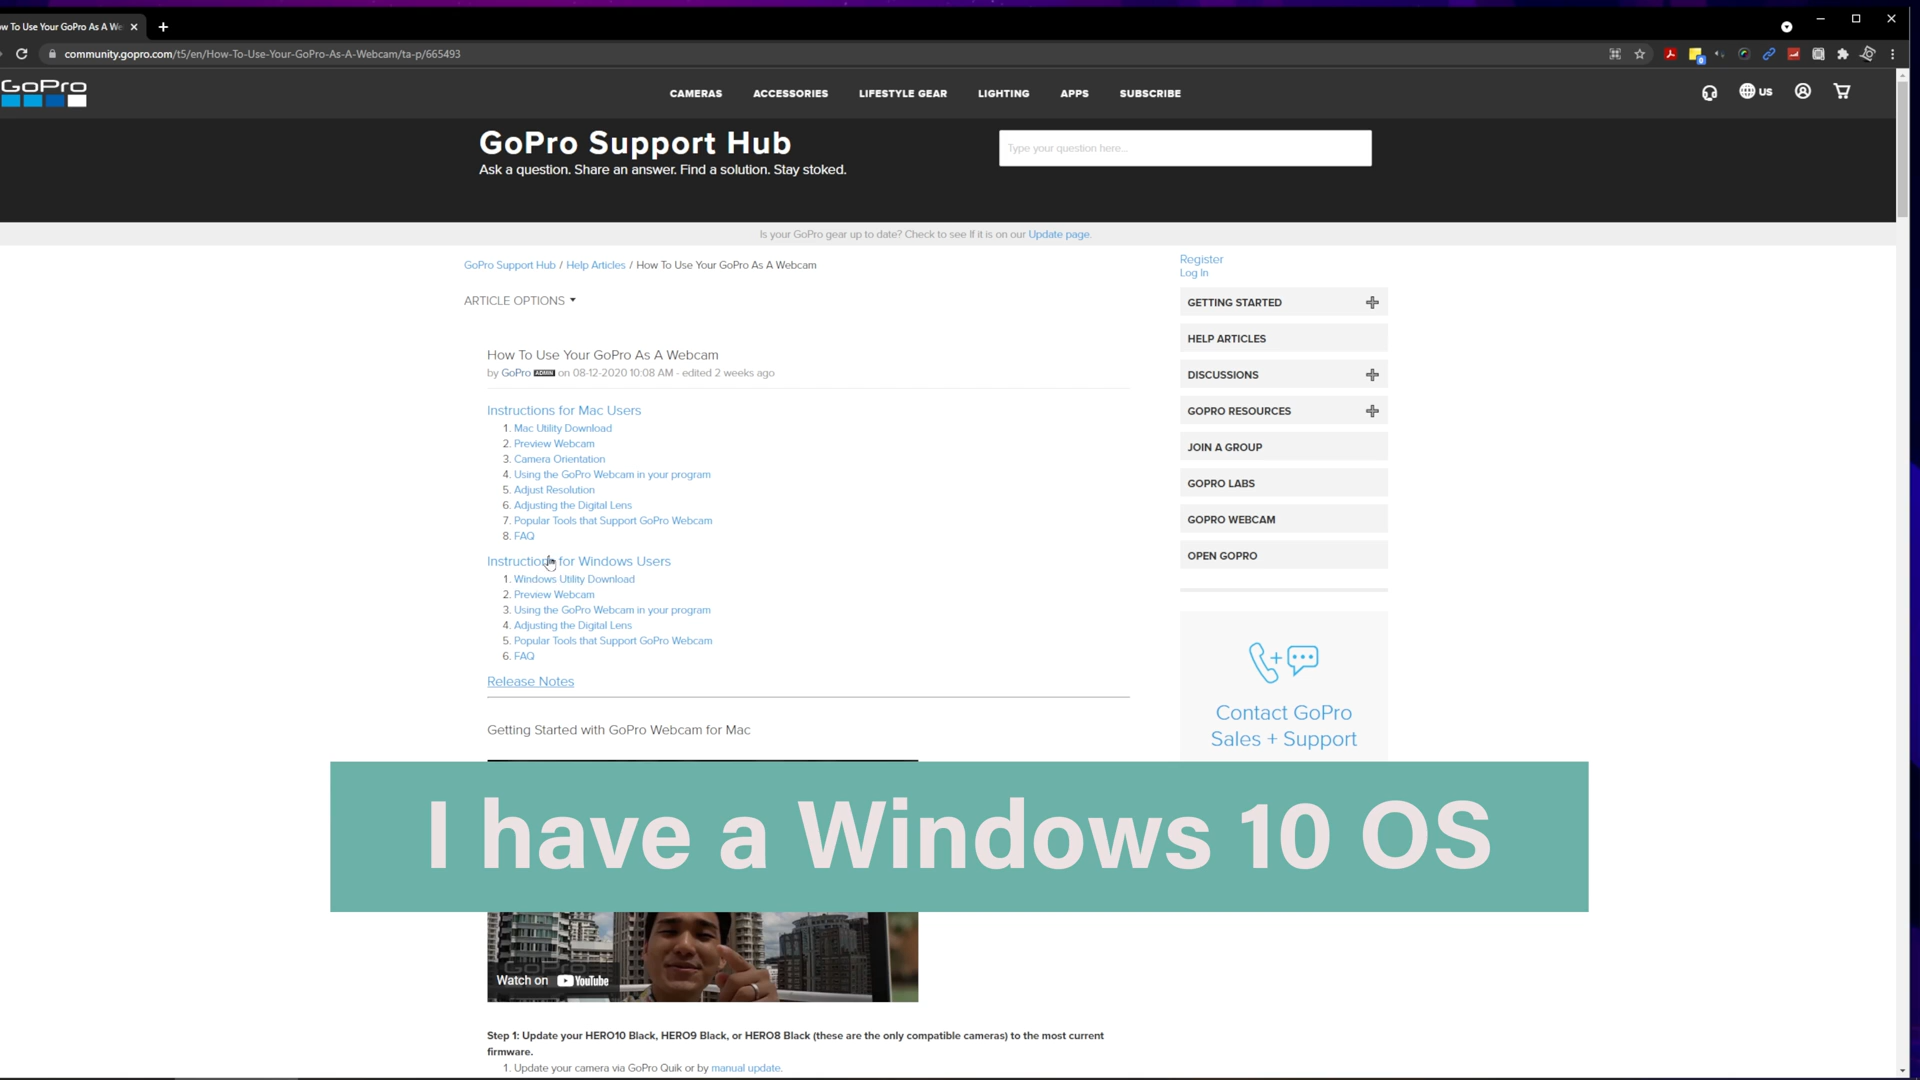 ow To Use Your GoPro As A We
community.gopro.com/t5/en/How-To-Use-Your-GoPro-As-A-Webcam/ta-p/665493
GoPro
CAMERAS ACCESSORIES LIFESTYLE GEAR LIGHTING APPS SUBSCRIBE
US
GoPro Support Hub
Ask a question. Share an answer. Find a solution. Stay stoked.
Type your question here...
Is your GoPro gear up to date? Check to see If it is on our Update page.
GoPro Support Hub / Help Articles / How To Use Your GoPro As A Webcam
ARTICLE OPTIONS
How To Use Your GoPro As A Webcam
by GoPro ADMIN on 08-12-2020 10:08 AM - edited 2 weeks ago
Instructions for Mac Users
1. Mac Utility Download
2. Preview Webcam
3. Camera Orientation
4. Using the GoPro Webcam in your program
5. Adjust Resolution
6. Adjusting the Digital Lens
7. Popular Tools that Support GoPro Webcam
8. FAQ
Instructions for Windows Users
1. Windows Utility Download
2. Preview Webcam
3. Using the GoPro Webcam in your program
4. Adjusting the Digital Lens
5. Popular Tools that Support GoPro Webcam
6. FAQ
Release Notes
Getting Started with GoPro Webcam for Mac
Register
Log In
GETTING STARTED
HELP ARTICLES
DISCUSSIONS
GOPRO RESOURCES
JOIN A GROUP
GOPRO LABS
GOPRO WEBCAM
OPEN GOPRO
Contact GoPro
Sales + Support
I have a Windows 10 OS
GoPro
Watch on YouTube
Step 1: Update your HERO10 Black, HERO9 Black, or HERO8 Black (these are the only compatible cameras) to the most current
firmware.
1. Update your camera via GoPro Quik or by manual update.